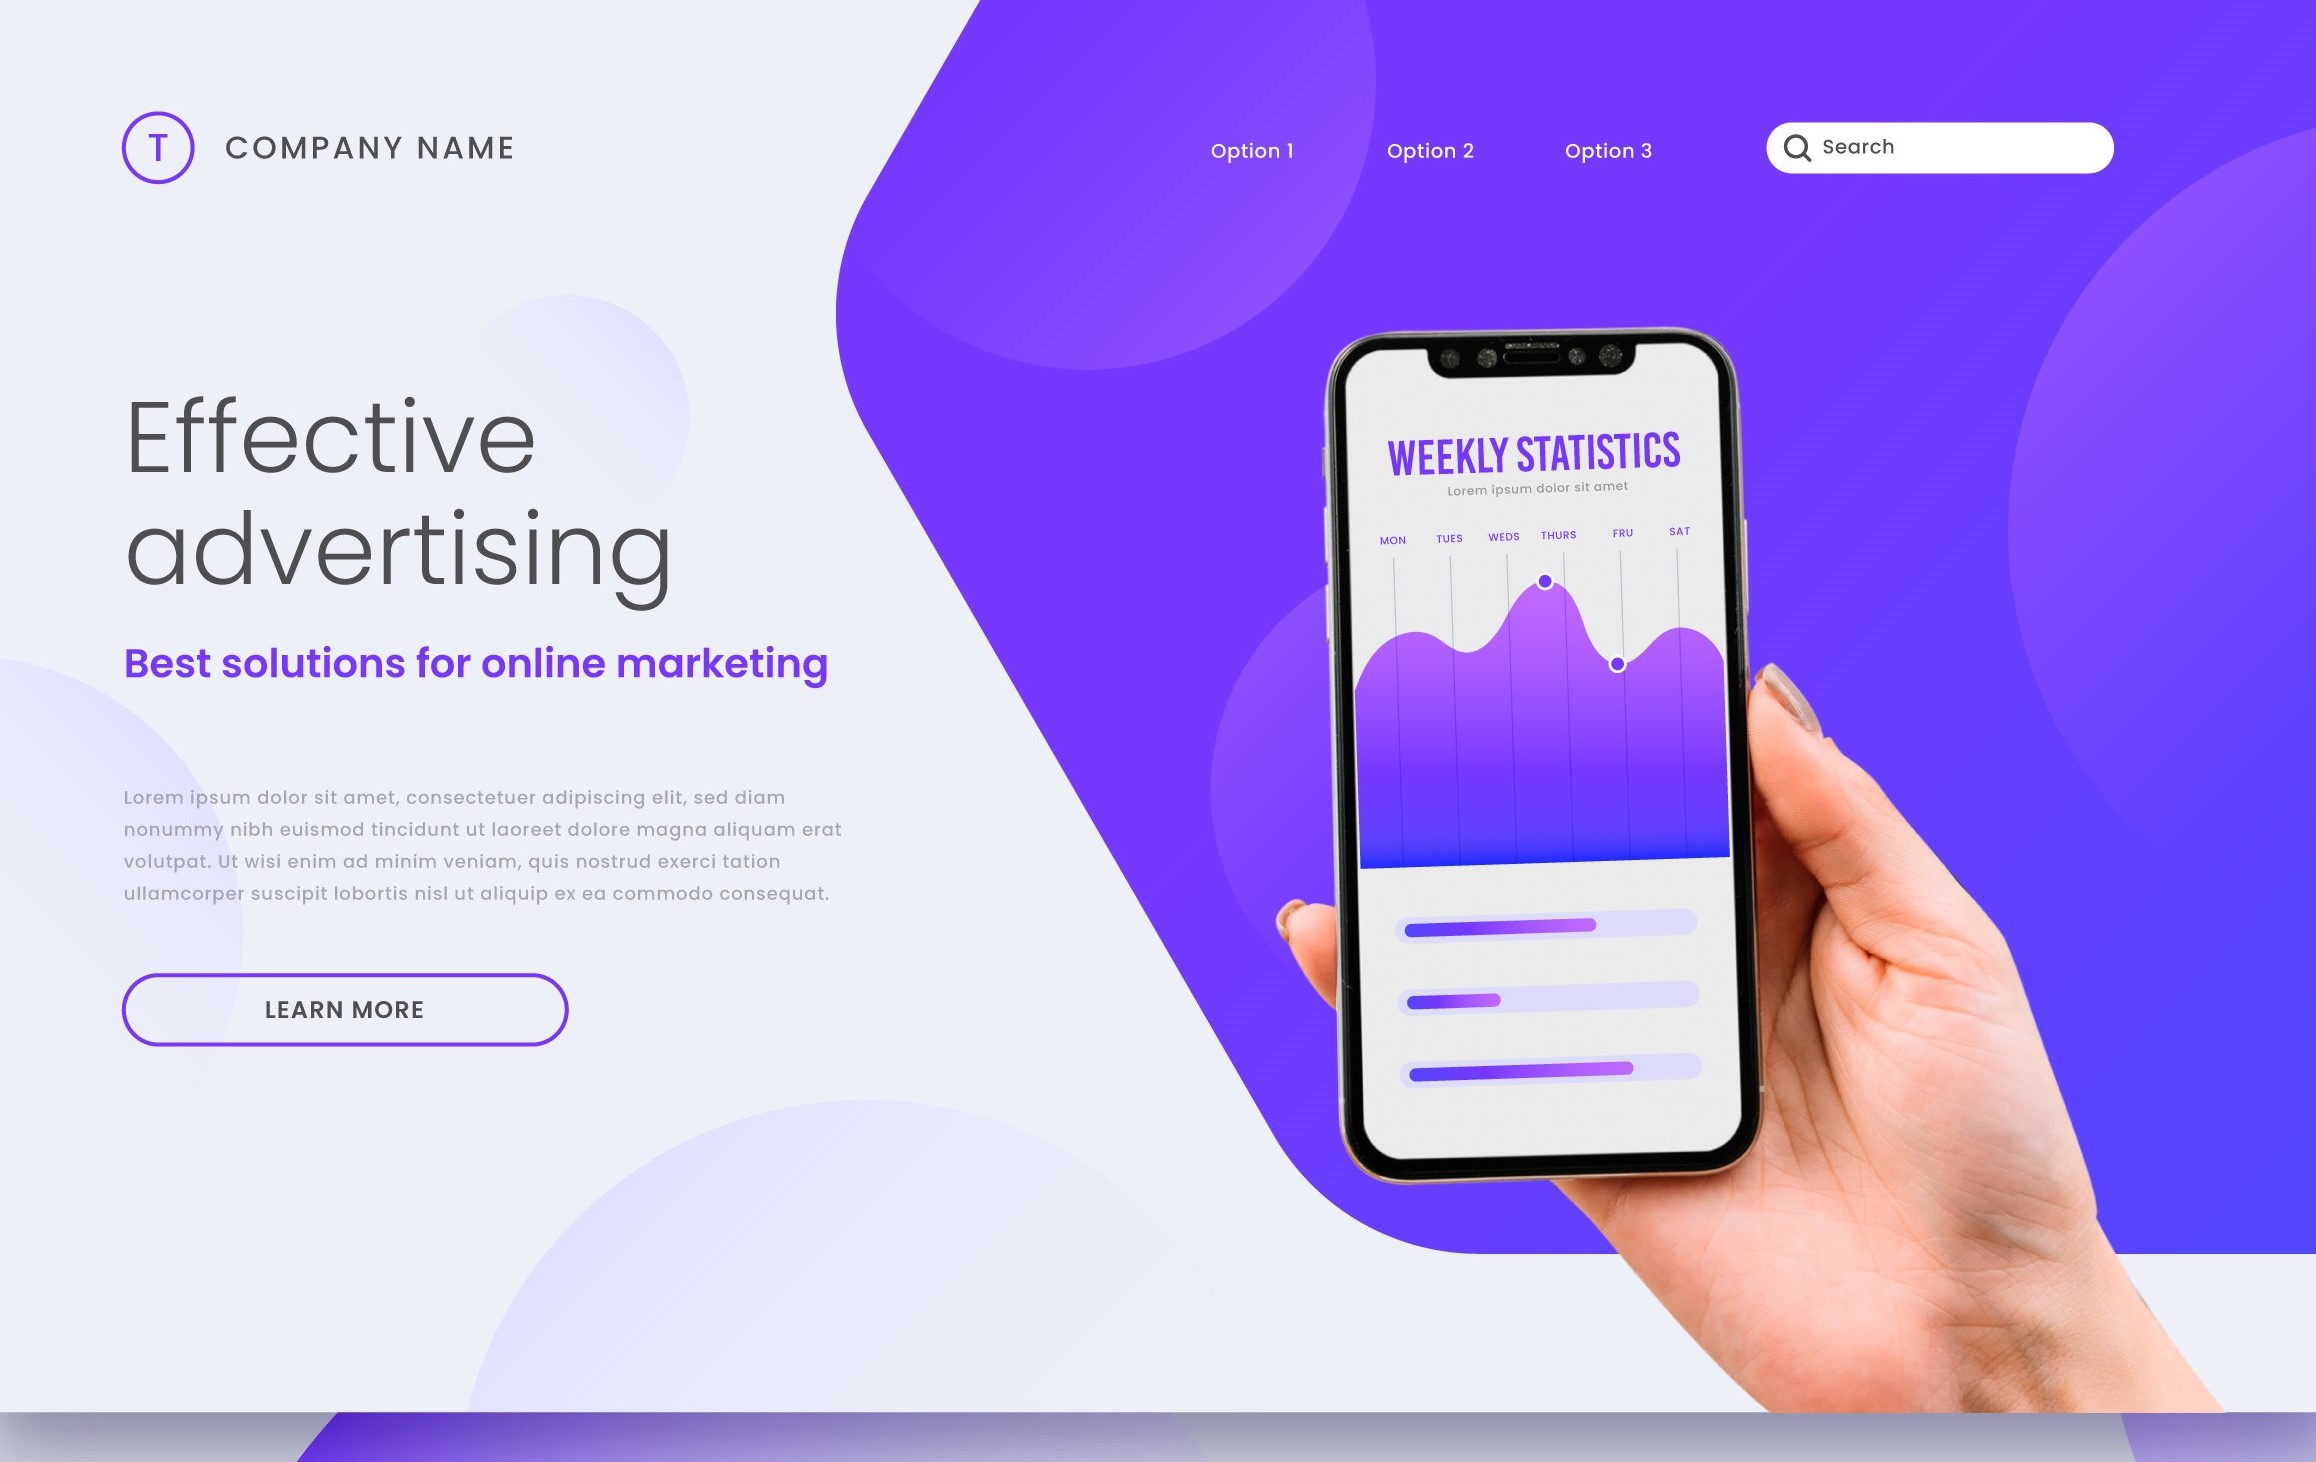 T
COMPANY NAME
Option 1
Option 2
Option 3
Search
Effective
advertising
Best solutions for online marketing
Lorem ipsum dolor sit amet, consectetuer adipiscing elit, sed diam
nonummy nibh euismod tincidunt ut laoreet dolore magna aliquam erat
volutpat. Ut wisi enim ad minim veniam, quis nostrud exerci tation
ullamcorper suscipit lobortis nisl ut aliquip ex ea commodo consequat.
LEARN MORE
WEEKLY STATISTICS
Lorem ipsum dolor sit amet
MON TUES WEDS THURS FRU SAT